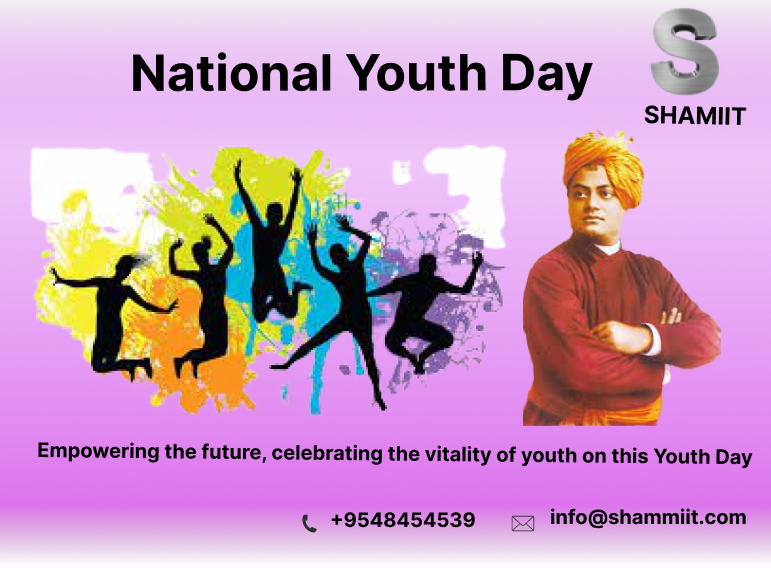 National Youth Day
S
SHAMIIT
Empowering the future, celebrating the vitality of youth on this Youth Day
+9548454539
info@shammiit.com